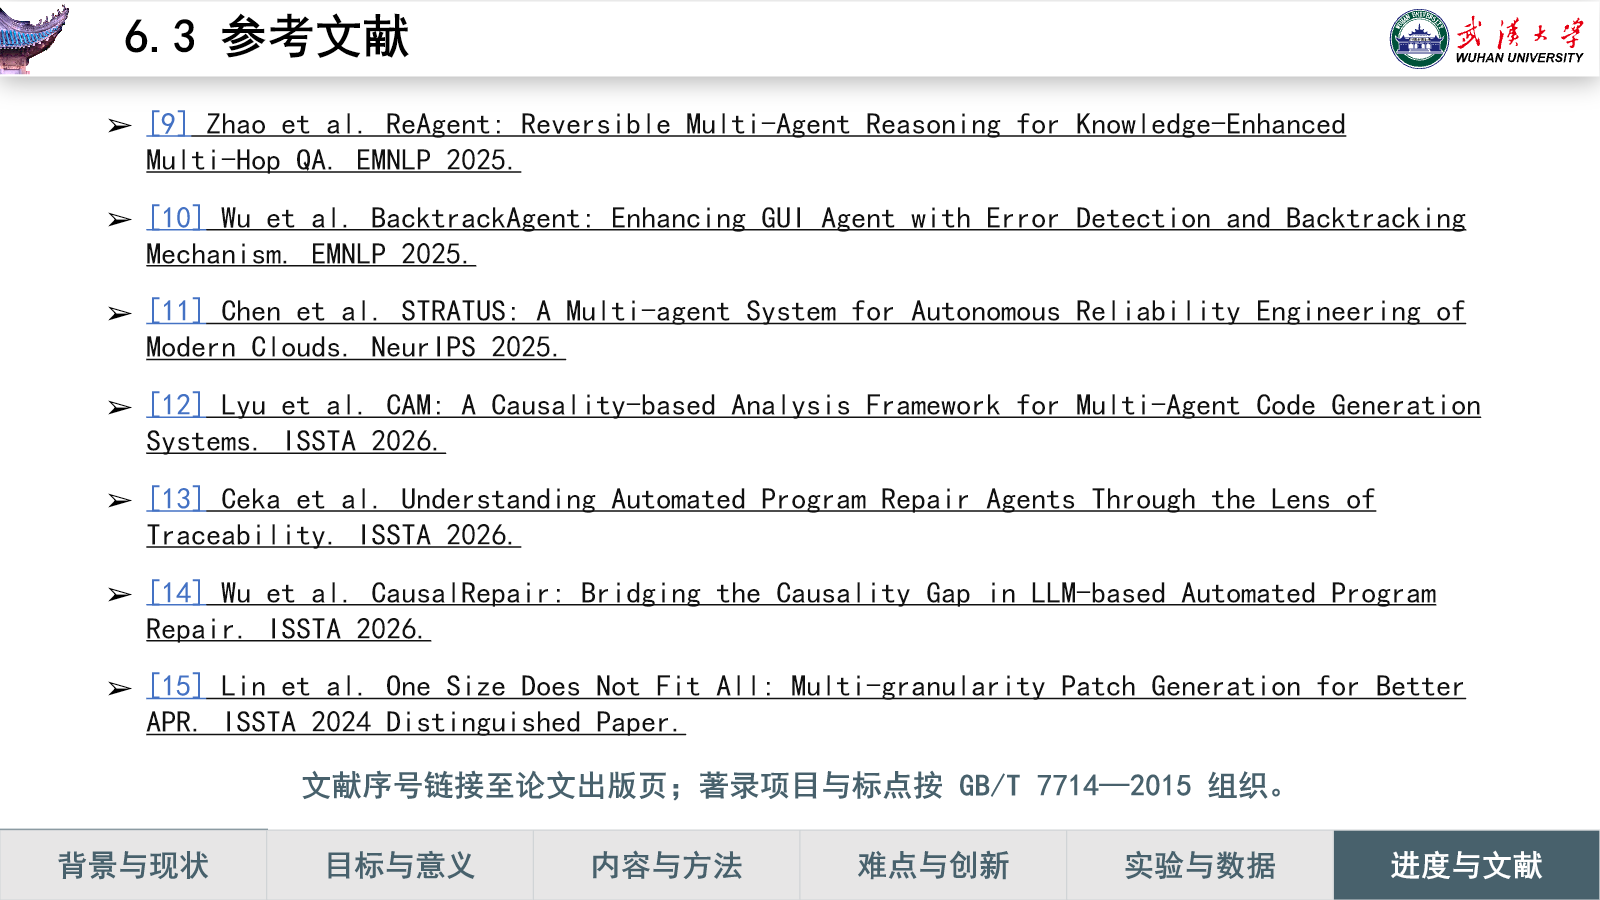 6.3 参考文献
武汉大学
WUHAN UNIVERSITY
➢ [9] Zhao et al. ReAgent: Reversible Multi-Agent Reasoning for Knowledge-Enhanced
Multi-Hop QA. EMNLP 2025.
➢ [10] Wu et al. BacktrackAgent: Enhancing GUI Agent with Error Detection and Backtracking
Mechanism. EMNLP 2025.
➢ [11] Chen et al. STRATUS: A Multi-agent System for Autonomous Reliability Engineering of
Modern Clouds. NeurIPS 2025.
➢ [12] Lyu et al. CAM: A Causality-based Analysis Framework for Multi-Agent Code Generation
Systems. ISSTA 2026.
➢ [13] Ceka et al. Understanding Automated Program Repair Agents Through the Lens of
Traceability. ISSTA 2026.
➢ [14] Wu et al. CausalRepair: Bridging the Causality Gap in LLM-based Automated Program
Repair. ISSTA 2026.
➢ [15] Lin et al. One Size Does Not Fit All: Multi-granularity Patch Generation for Better
APR. ISSTA 2024 Distinguished Paper.
文献序号链接至论文出版页；著录项目与标点按 GB/T 7714—2015 组织。
背景与现状
目标与意义
内容与方法
难点与创新
实验与数据
进度与文献